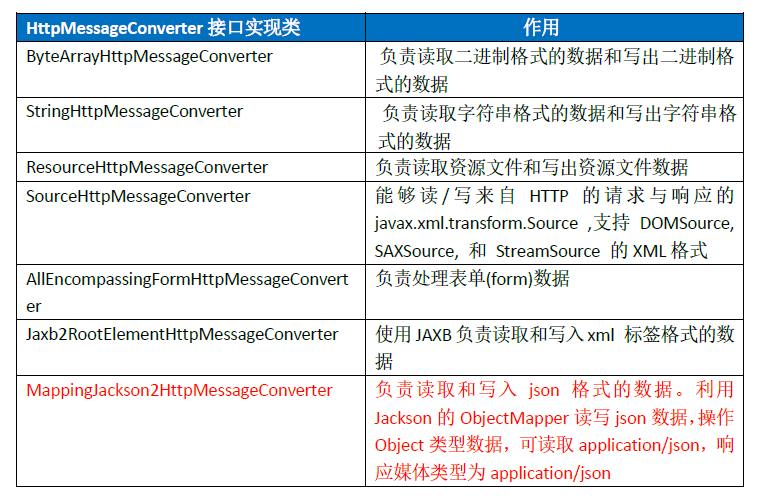 HttpMessageConverter 接口实现类
作用
ByteArrayHttpMessageConverter
负责读取二进制格式的数据和写出二进制格
式的数据
StringHttpMessageConverter
负责读取字符串格式的数据和写出字符串格
式的数据
ResourceHttpMessageConverter
负责读取资源文件和写出资源文件数据
SourceHttpMessageConverter
能够读/写来自 HTTP 的请求与响应的
javax.xml.transform.Source ,支持 DOMSource,
SAXSource, 和 StreamSource 的 XML 格式
AllEncompassingFormHttpMessageConvert
er
负责处理表单(form)数据
Jaxb2RootElementHttpMessageConverter
使用 JAXB 负责读取和写入 xml 标签格式的数
据
MappingJackson2HttpMessageConverter
负责读取和写入 json 格式的数据。利用
Jackson 的 ObjectMapper 读写 json 数据，操作
Object 类型数据，可读取 application/json，响
应媒体类型为 application/json